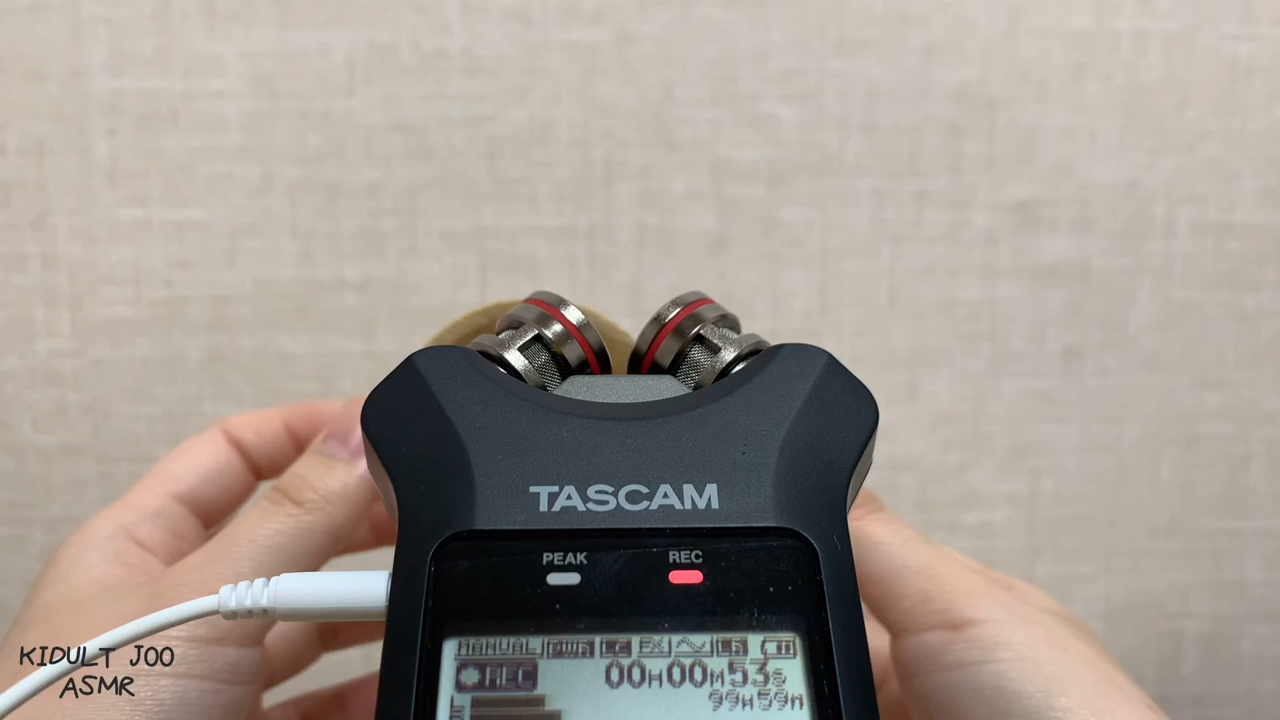 TASCAM
PEAK REC
MANUAL
REC 00H00M53S
99H59M
KIDULT JOO
ASMR